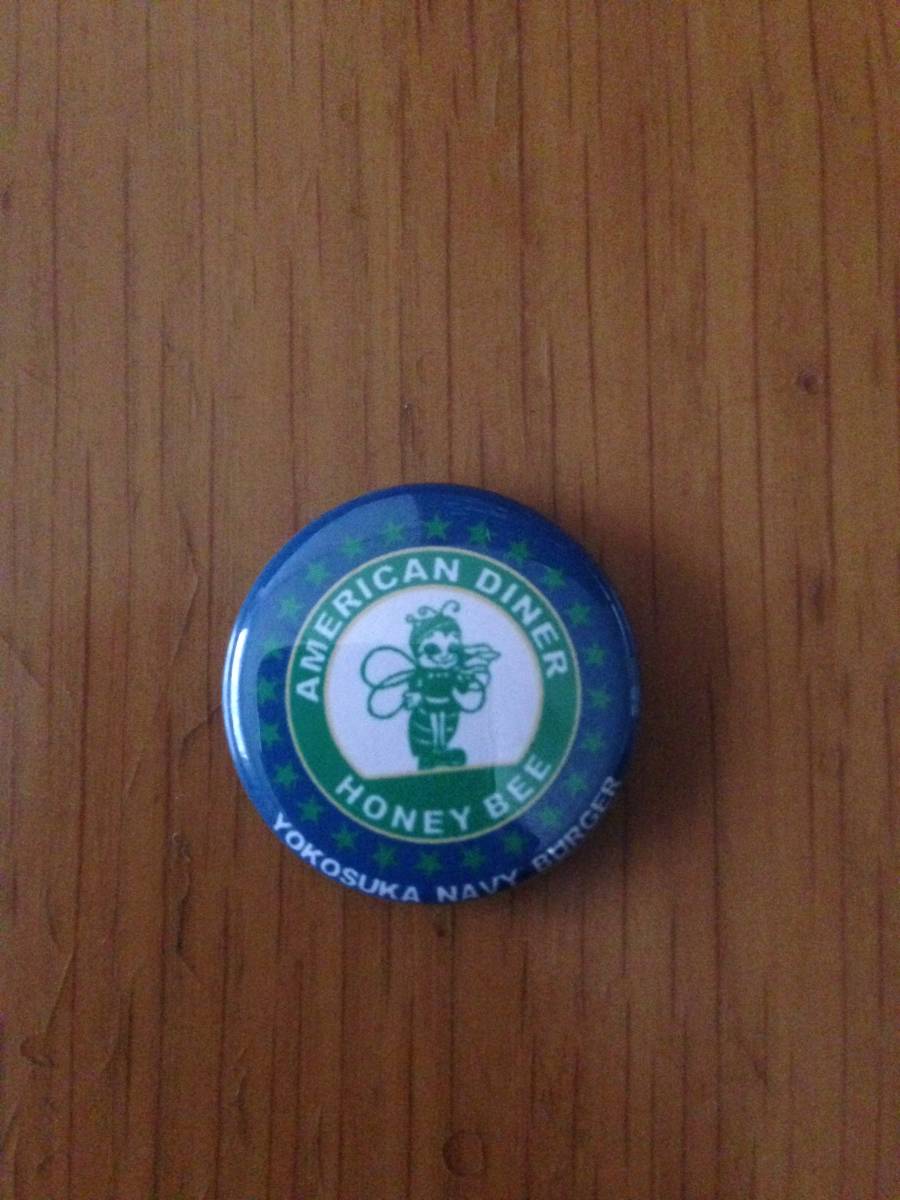 AMERICAN DINER
HONEY BEE
YOKOSUKA NAVY BURGER